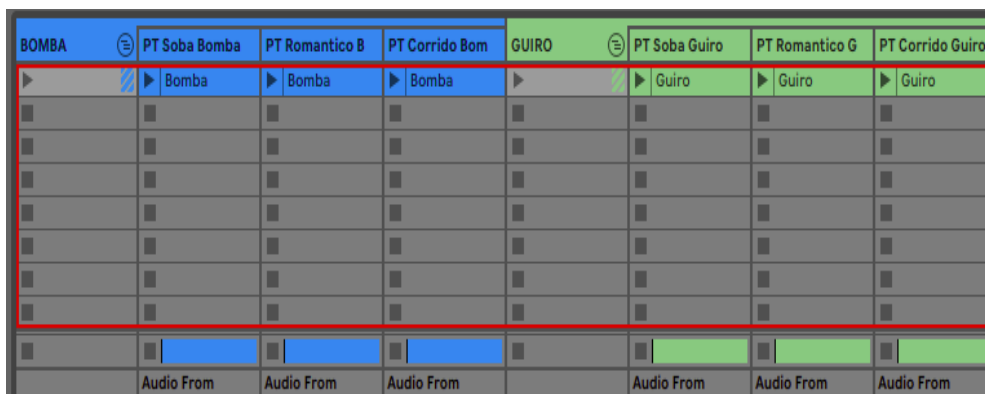 BOMBA PT Soba Bomba PT Romantico B PT Corrido Bom GUIRO PT Soba Guiro PT Romantico G PT Corrido Guiro
Bomba Bomba Bomba Guiro Guiro Guiro
Audio From Audio From Audio From Audio From Audio From Audio From